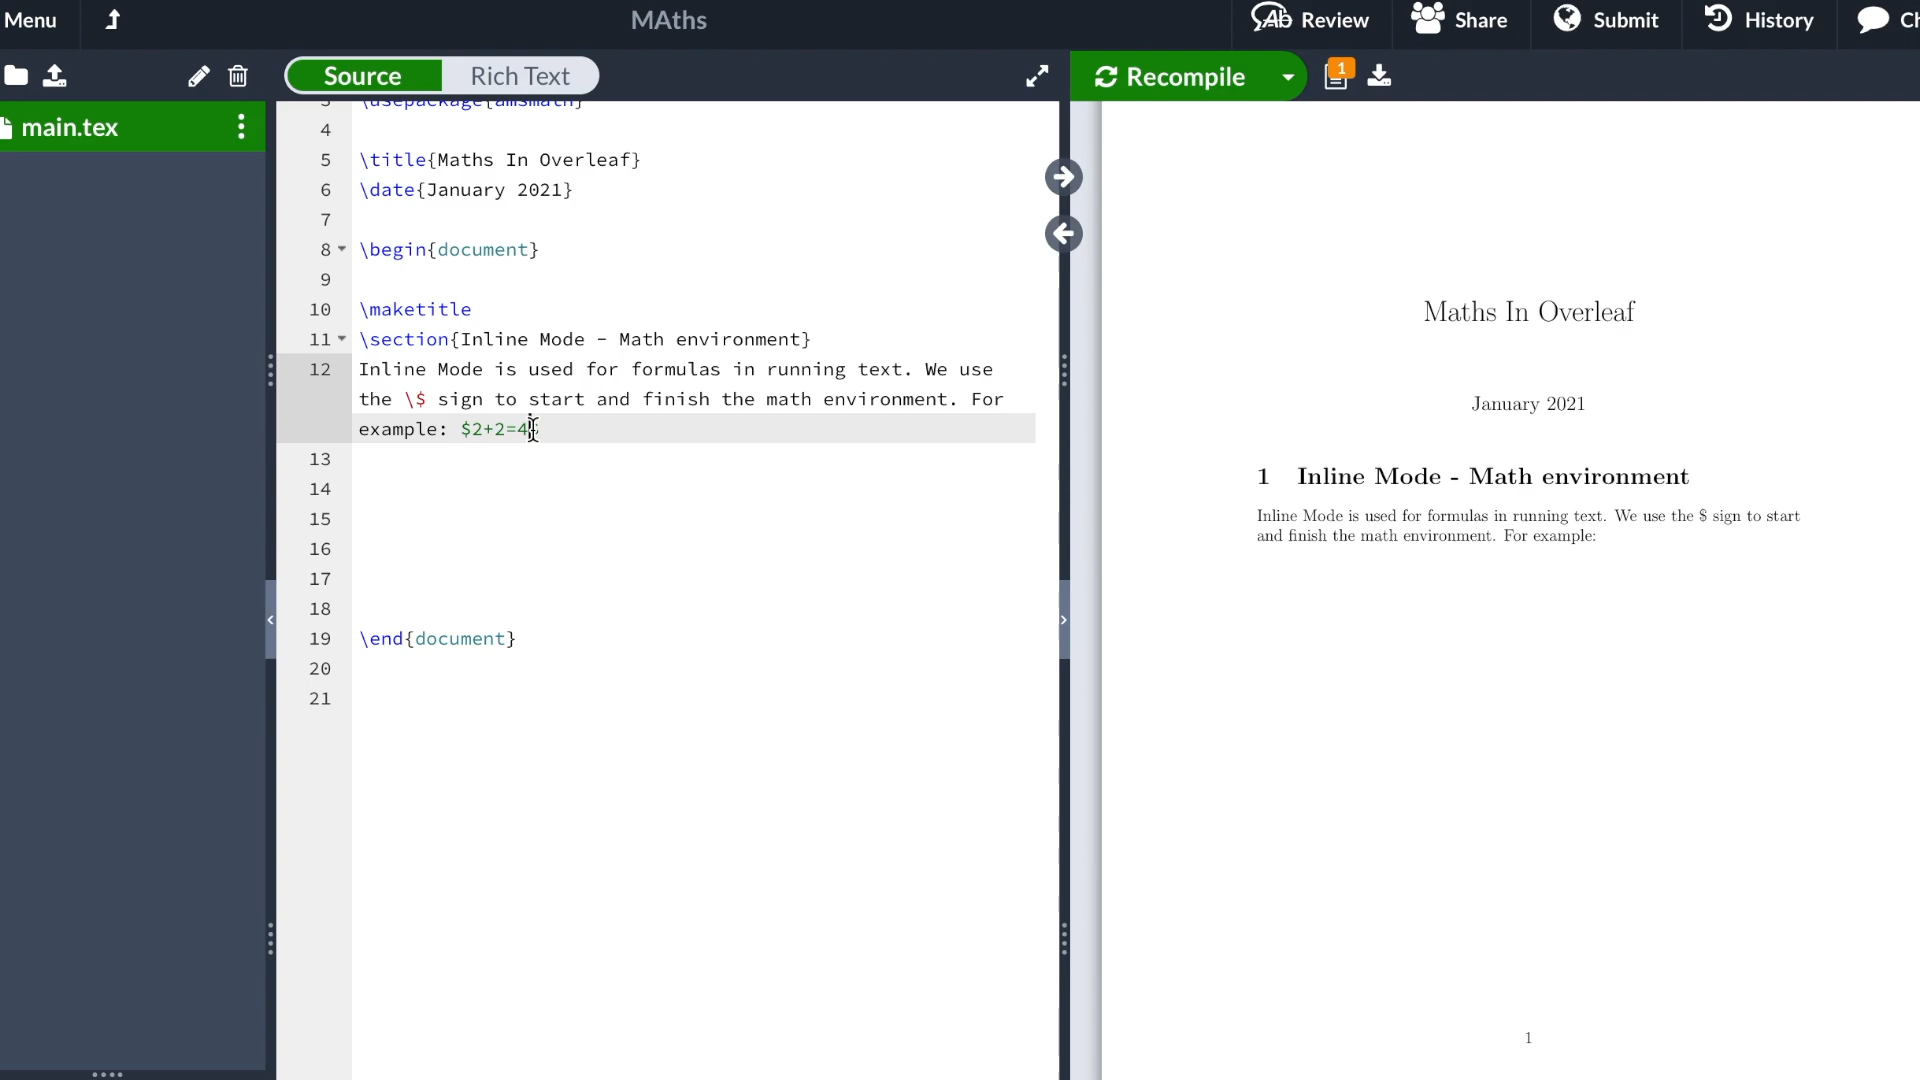 Menu MAths Review Share Submit History
Source Rich Text Recompile 1
main.tex
4
5 \title{Maths In Overleaf}
6 \date{January 2021}
7
8 \begin{document}
9
10 \maketitle
11 \section{Inline Mode - Math environment}
12 Inline Mode is used for formulas in running text. We use
the \$ sign to start and finish the math environment. For
example: $2+2=4
13
14
15
16
17
18
19 \end{document}
20
21
Maths In Overleaf
January 2021
1 Inline Mode - Math environment
Inline Mode is used for formulas in running text. We use the $ sign to start
and finish the math environment. For example:
1